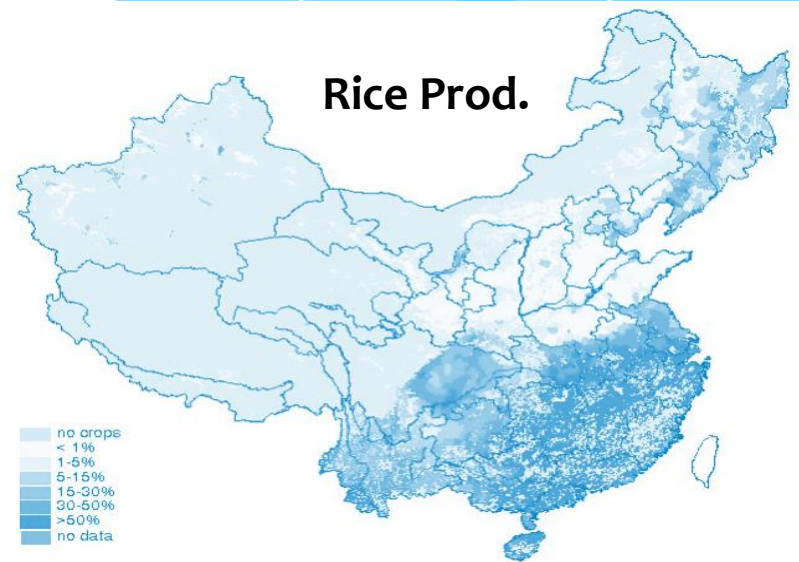 Rice Prod.
no crops
< 1%
1-5%
5-15%
15-30%
30-50%
>50%
no data